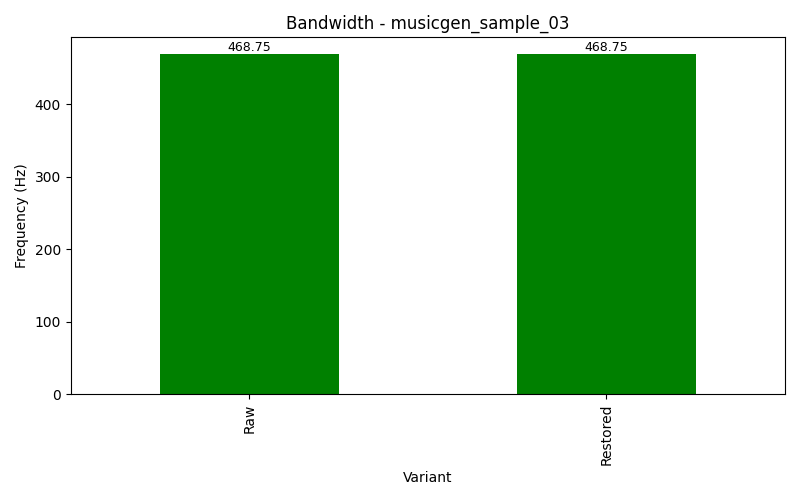 Bandwidth - musicgen_sample_03
468.75
468.75
Frequency (Hz)
400
300
200
100
0
Raw
Restored
Variant